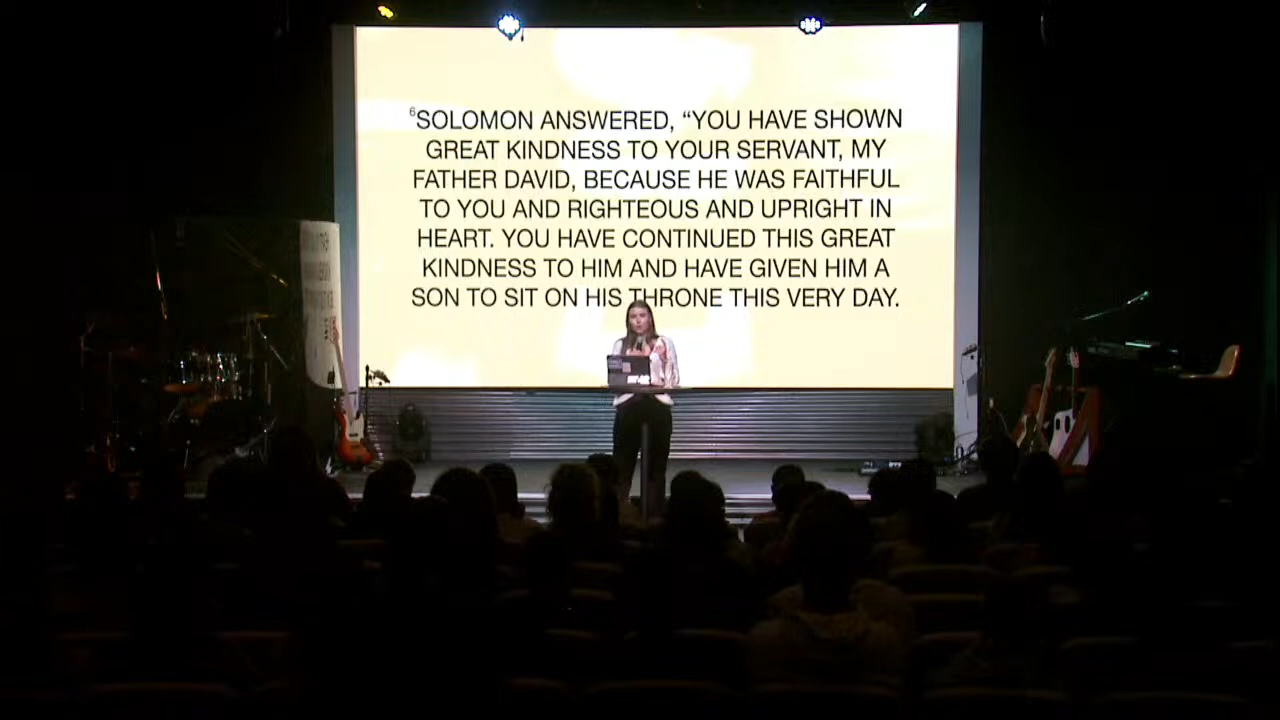 ⁶SOLOMON ANSWERED, “YOU HAVE SHOWN
GREAT KINDNESS TO YOUR SERVANT, MY
FATHER DAVID, BECAUSE HE WAS FAITHFUL
TO YOU AND RIGHTEOUS AND UPRIGHT IN
HEART. YOU HAVE CONTINUED THIS GREAT
KINDNESS TO HIM AND HAVE GIVEN HIM A
SON TO SIT ON HIS THRONE THIS VERY DAY.